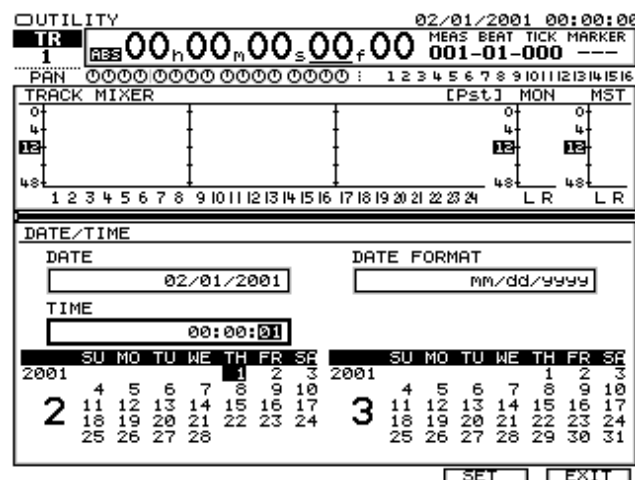 UTILITY 02/01/2001 00:00:00
TR 1 ABS 00h00m00s00f00 MEAS BEAT TICK MARKER
001-01-000 ---
PAN 1 2 3 4 5 6 7 8 9 10 11 12 13 14 15 16
TRACK MIXER [Pst] MON MST
0 0 0
4 4 4
12 12 12
48 48 48
1 2 3 4 5 6 7 8 9 10 11 12 13 14 15 16 17 18 19 20 21 22 23 24 L R L R
DATE/TIME
DATE DATE FORMAT
02/01/2001 mm/dd/yyyy
TIME
00:00:01
SU MO TU WE TH FR SA SU MO TU WE TH FR SA
2001 1 2 3 2001 1 2 3
2 4 5 6 7 8 9 10 3 4 5 6 7 8 9 10
11 12 13 14 15 16 17 11 12 13 14 15 16 17
18 19 20 21 22 23 24 18 19 20 21 22 23 24
25 26 27 28 25 26 27 28 29 30 31
SET EXIT